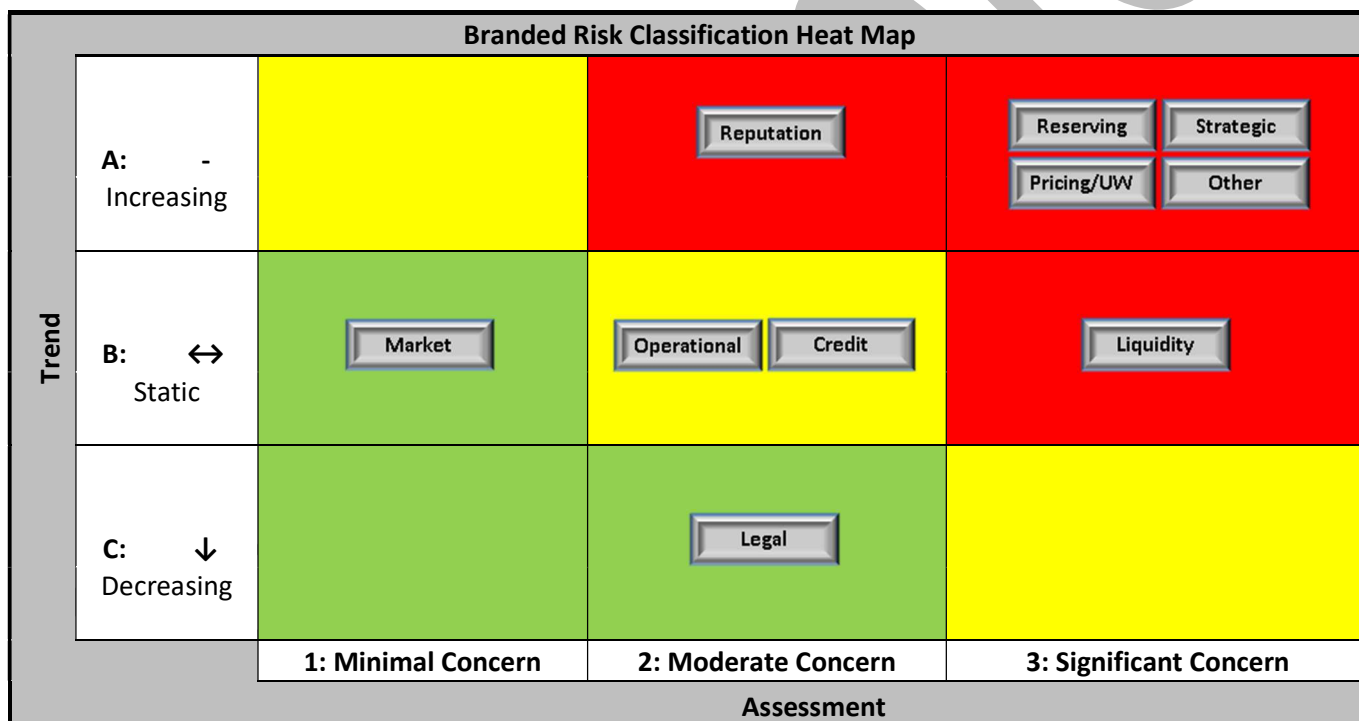 Branded Risk Classification Heat Map
Trend
A: -
Increasing
Reputation
Reserving Strategic
Pricing/UW Other
B: ↔
Static
Market
Operational Credit
Liquidity
C: ↓
Decreasing
Legal
1: Minimal Concern 2: Moderate Concern 3: Significant Concern
Assessment